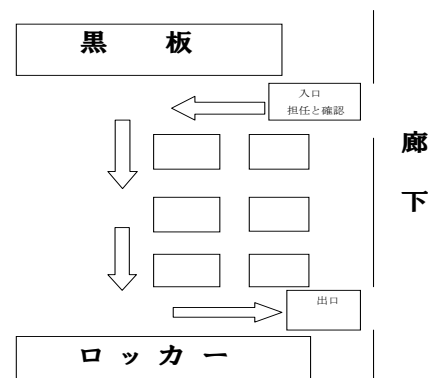 黒 板
入口
担任と確認
廊
下
出口
ロ ッ カ ー